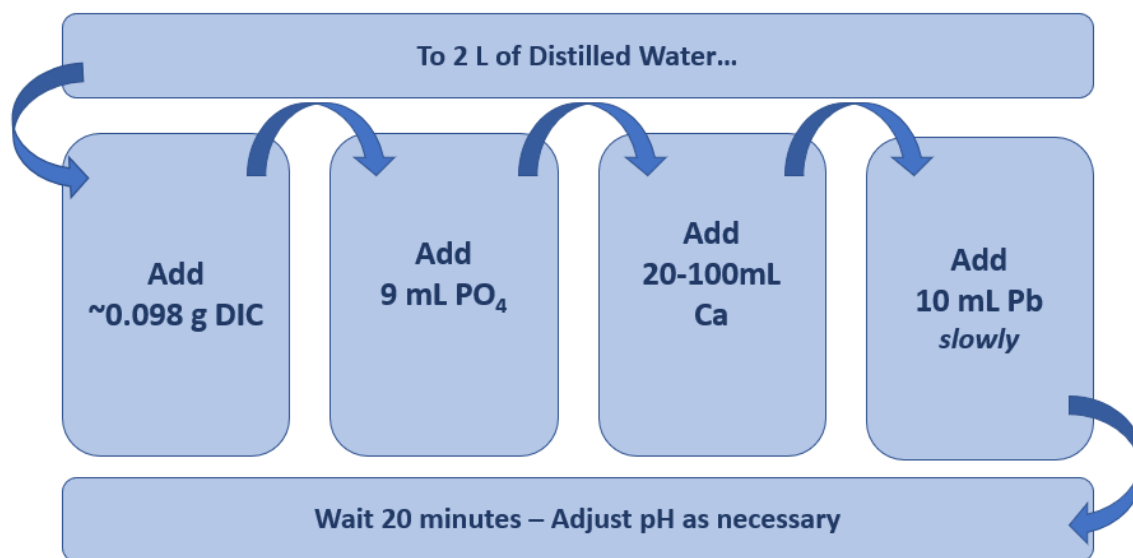 To 2 L of Distilled Water…
Add
~0.098 g DIC
Add
9 mL PO₄
Add
20-100mL
Ca
Add
10 mL Pb
slowly
Wait 20 minutes – Adjust pH as necessary